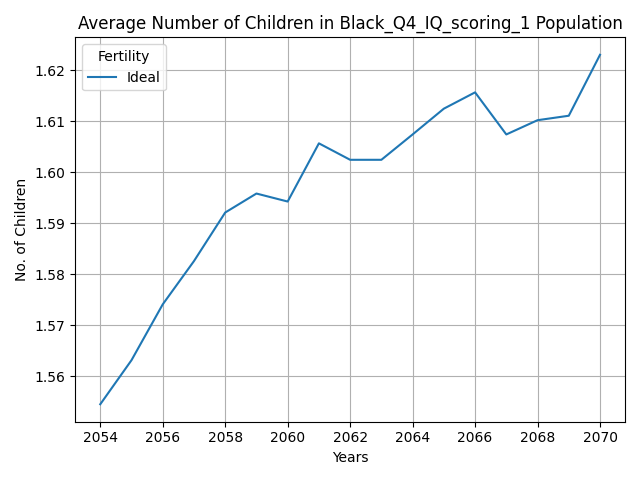 Average Number of Children in Black_Q4_IQ_scoring_1 Population
Fertility
Ideal
No. of Children
1.62
1.61
1.60
1.59
1.58
1.57
1.56
2054 2056 2058 2060 2062 2064 2066 2068 2070
Years